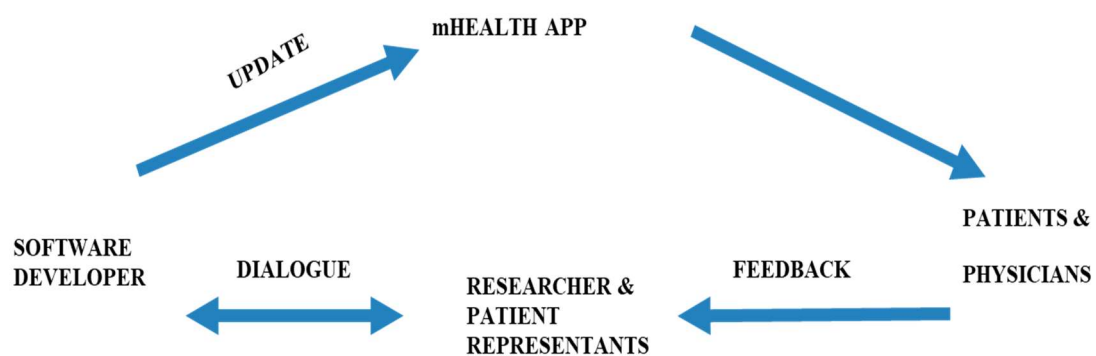 mHEALTH APP
UPDATE
PATIENTS &
PHYSICIANS
SOFTWARE
DEVELOPER
DIALOGUE
FEEDBACK
RESEARCHER &
PATIENT
REPRESENTANTS